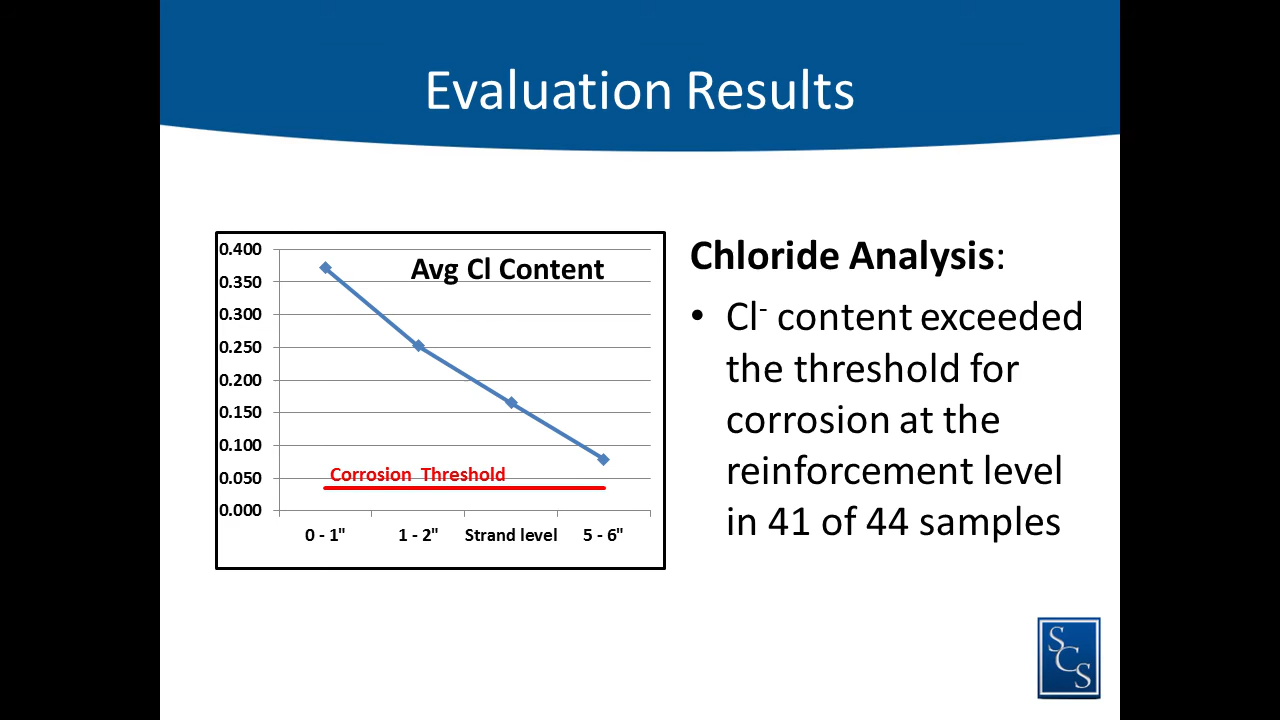 Evaluation Results
0.400
0.350
0.300
0.250
0.200
0.150
0.100
0.050
0.000
Avg Cl Content
Corrosion Threshold
0 - 1" 1 - 2" Strand level 5 - 6"
Chloride Analysis:
• Cl⁻ content exceeded
the threshold for
corrosion at the
reinforcement level
in 41 of 44 samples
SCS